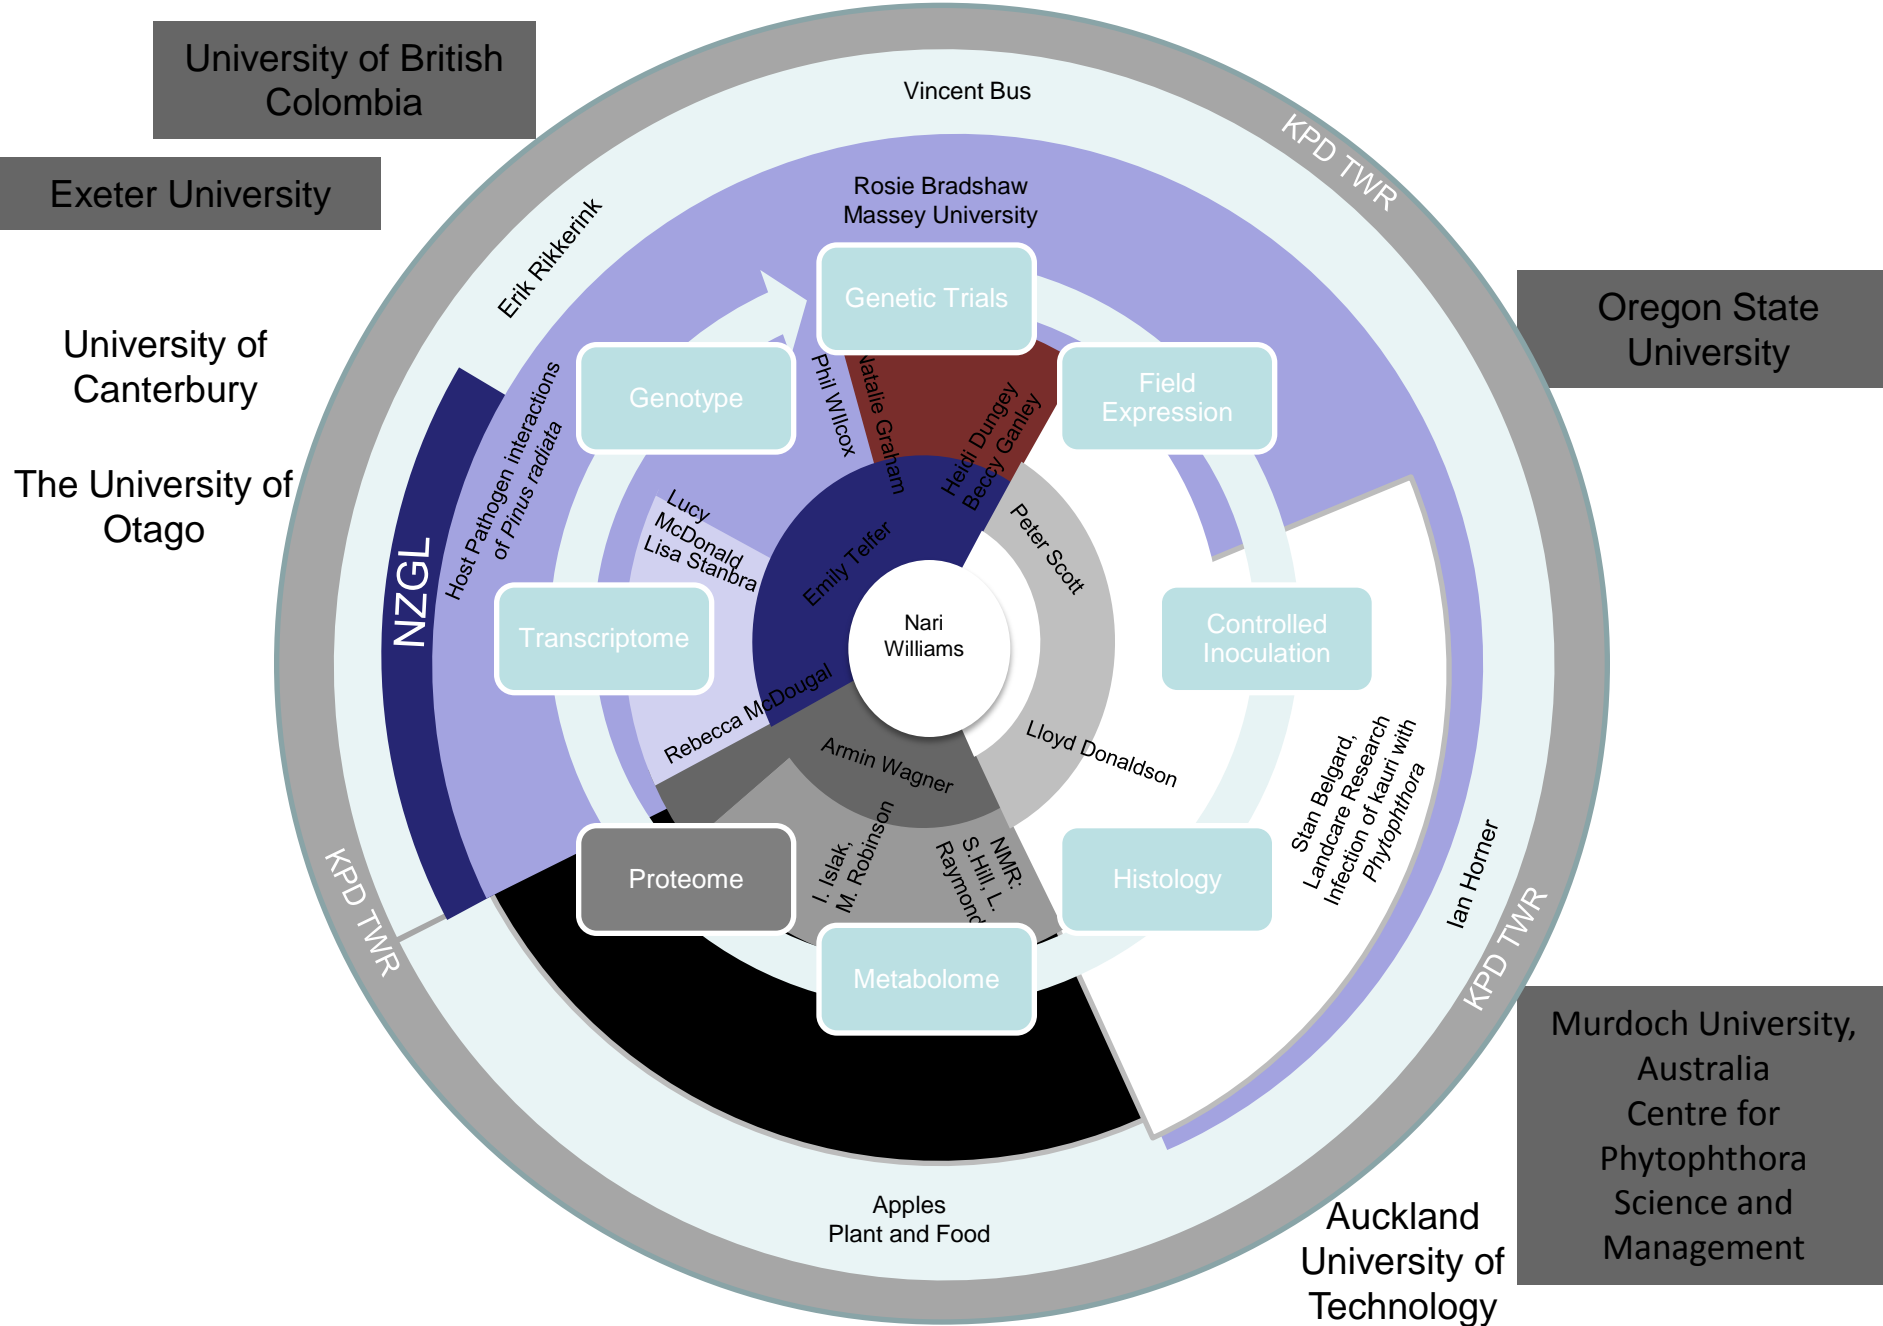 University of British
Colombia
Exeter University
University of
Canterbury
The University of
Otago
Vincent Bus
KPD TWR
Erik Rikkerink
Rosie Bradshaw
Massey University
Oregon State
University
Genetic Trials
Field
Expression
Genotype
Phil WIlcox
Natalie Graham
Heidi Dungey
Beccy Ganley
Host Pathogen interactions
of Pinus radiata
NZGL
Lucy
McDonald
Lisa Stanbra
Emily Telfer
Peter Scott
Transcriptome
Nari
Williams
Controlled
Inoculation
Rebecca McDougal
Armin Wagner
Lloyd Donaldson
Stan Belgard,
Landcare Research
Infection of kauri with
Phytophthora
Ian Horner
Proteome
I. Islak,
M. Robinson
NMR:
S.Hill, L.
Raymond
Histology
Metabolome
KPD TWR
KPD TWR
Apples
Plant and Food
Auckland
University of
Technology
Murdoch University,
Australia
Centre for
Phytophthora
Science and
Management